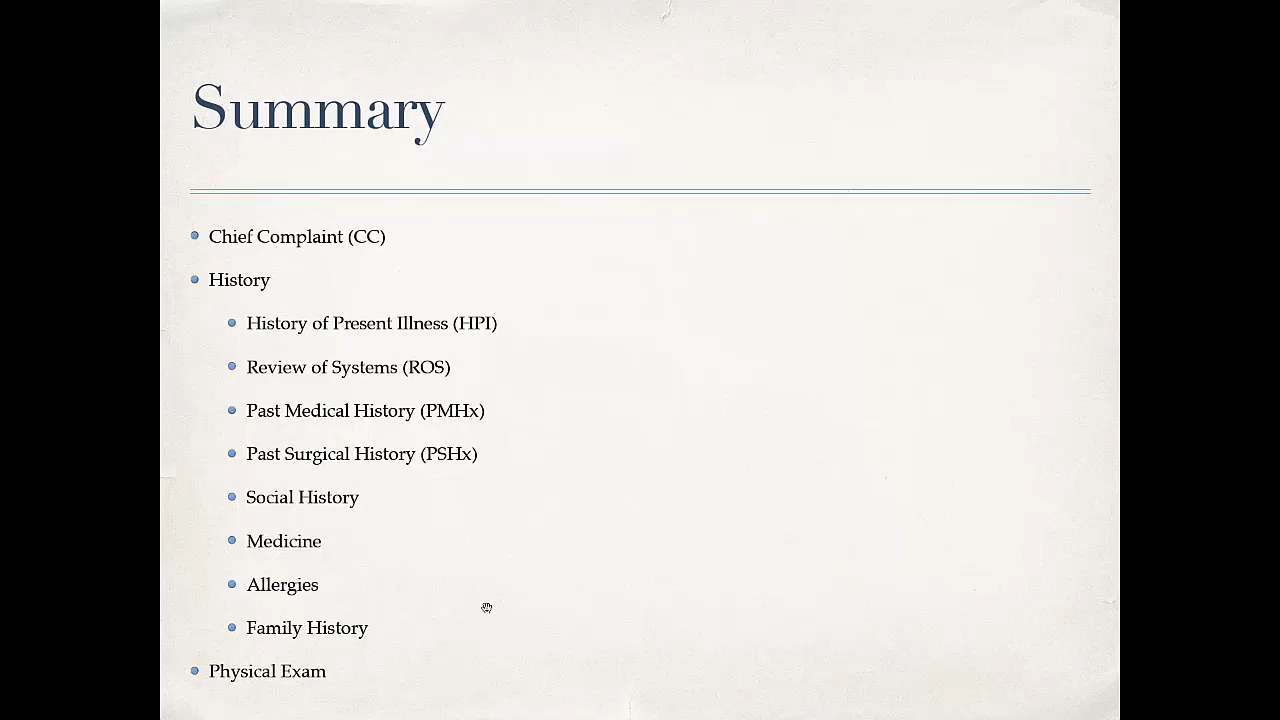 Summary
Chief Complaint (CC)
History
History of Present Illness (HPI)
Review of Systems (ROS)
Past Medical History (PMHx)
Past Surgical History (PSHx)
Social History
Medicine
Allergies
Family History
Physical Exam